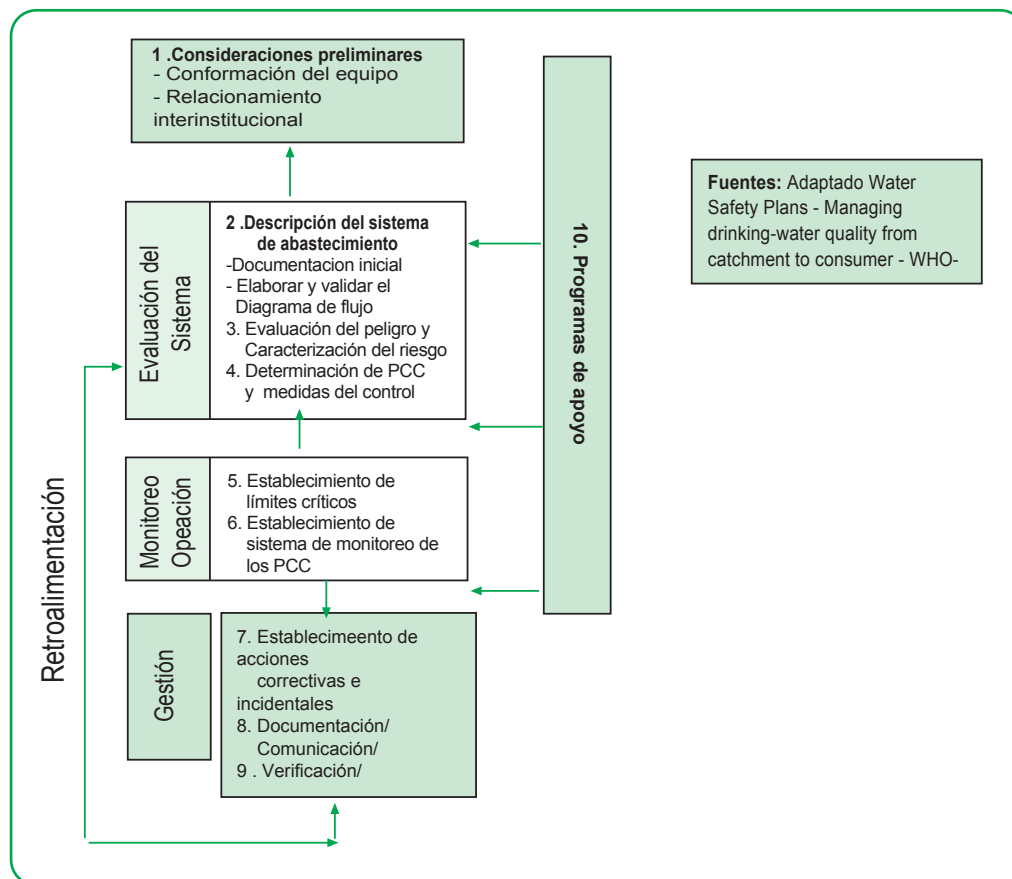 1 .Consideraciones preliminares
- Conformación del equipo
- Relacionamiento
interinstitucional
Evaluación del
Sistema
2 .Descripción del sistema
de abastecimiento
-Documentacion inicial
- Elaborar y validar el
Diagrama de flujo
3. Evaluación del peligro y
Caracterización del riesgo
4. Determinación de PCC
y medidas del control
Monitoreo
Opeación
5. Establecimiento de
límites críticos
6. Establecimiento de
sistema de monitoreo de
los PCC
Gestión
7. Establecimeento de
acciones
correctivas e
incidentales
8. Documentación/
Comunicación/
9 . Verificación/
Retroalimentación
10. Programas de apoyo
Fuentes: Adaptado Water
Safety Plans - Managing
drinking-water quality from
catchment to consumer - WHO-